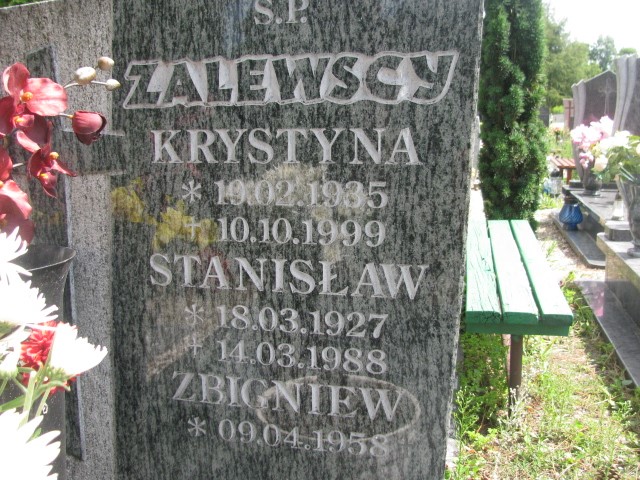 Ś.P.
ZALEWSCY
KRYSTYNA
* 19.02.1935
† 10.10.1999
STANISŁAW
* 18.03.1927
† 14.03.1988
ZBIGNIEW
* 09.04.1958